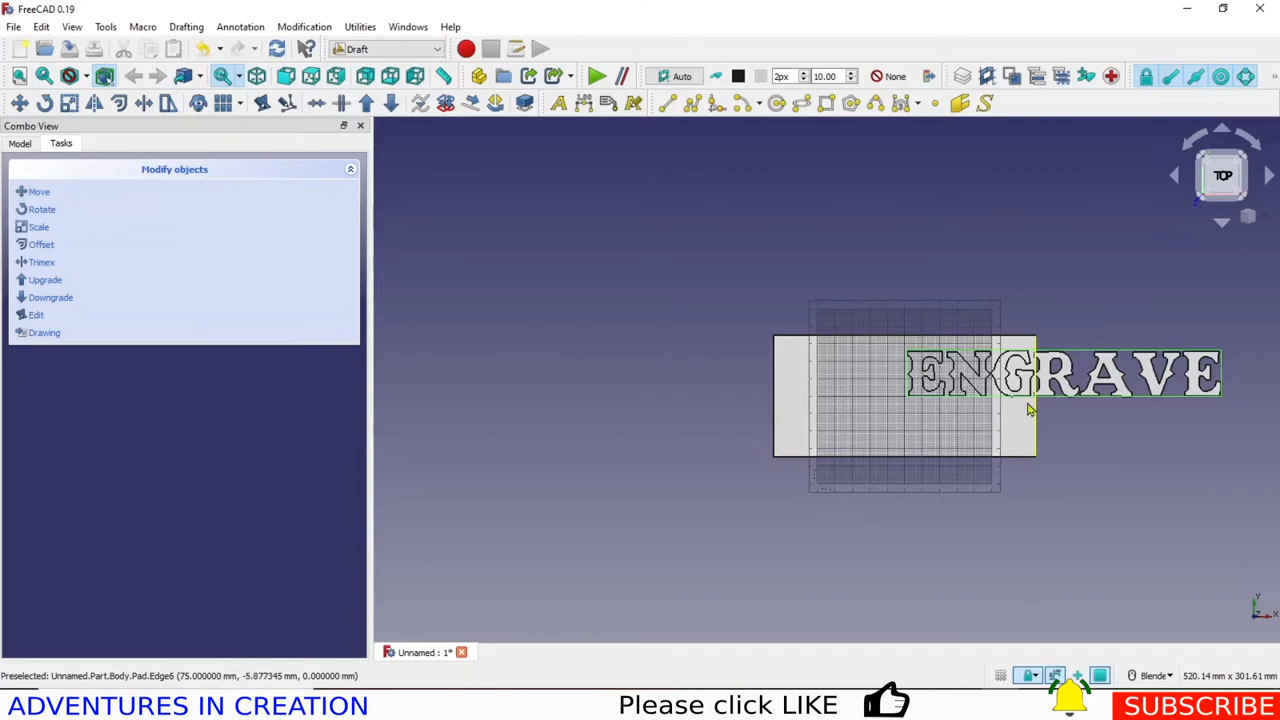 FreeCAD 0.19
File Edit View Tools Macro Drafting Annotation Modification Utilities Windows Help
Draft
Auto 2px 10.00 None
Combo View
Model Tasks
Modify objects
Move
Rotate
Scale
Offset
Trimex
Upgrade
Downgrade
Edit
Drawing
TOP
ENGRAVE
Y
Z X
Unnamed : 1*
Preselected: Unnamed.Part.Body.Pad.Edge6 (75.000000 mm, -5.877345 mm, 0.000000 mm)
Blende 520.14 mm x 301.61 mm
ADVENTURES IN CREATION Please click LIKE SUBSCRIBE